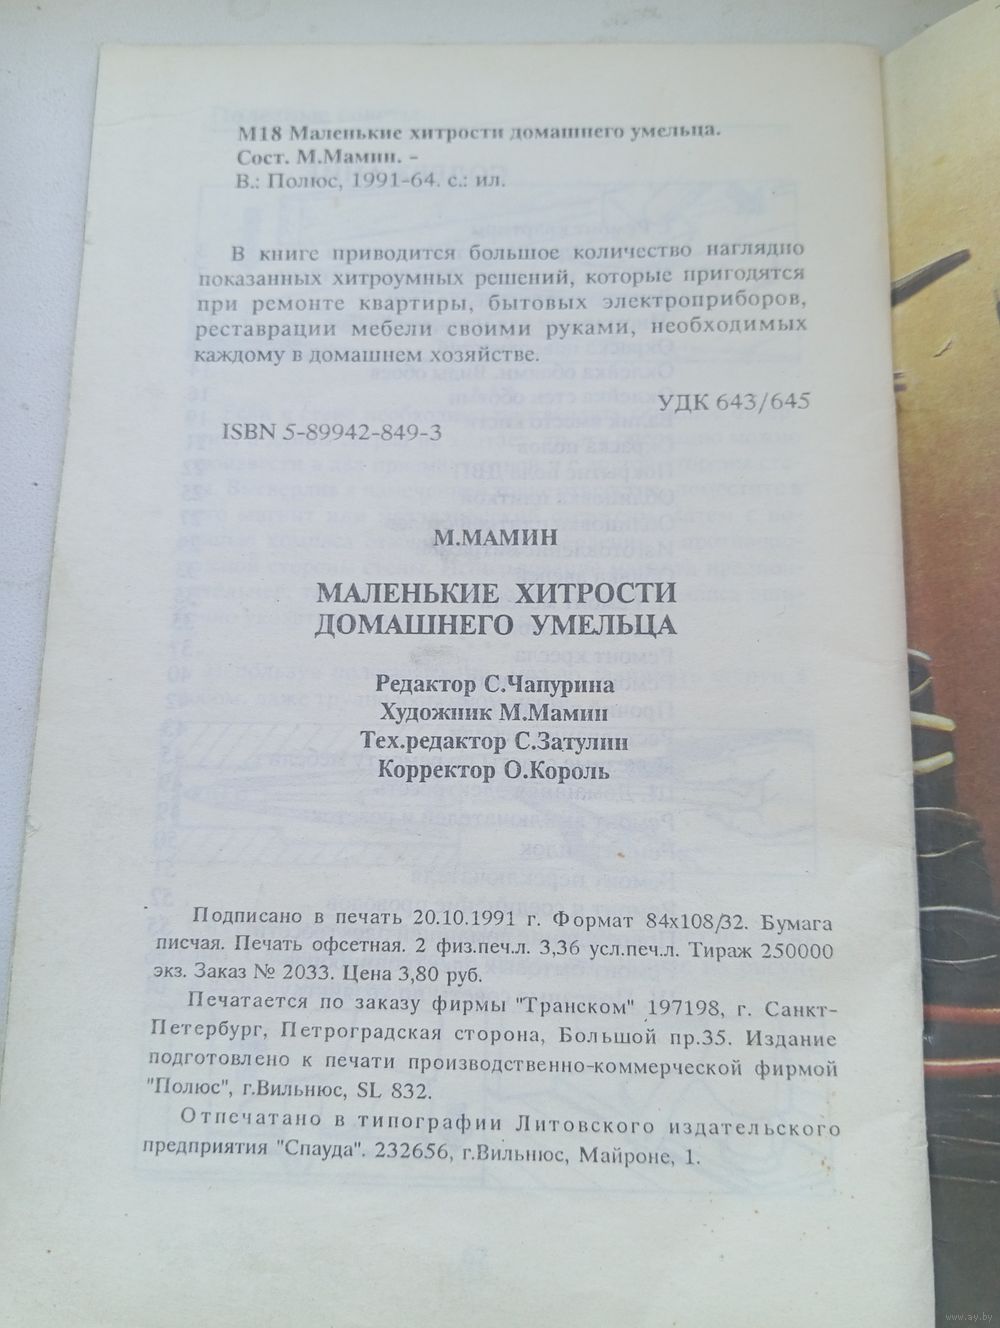 М18 Маленькие хитрости домашнего умельца.
Сост. М.Мамин. -
В.: Полюс, 1991-64. с.: ил.
В книге приводится большое количество наглядно
показанных хитроумных решений, которые пригодятся
при ремонте квартиры, бытовых электроприборов,
реставрации мебели своими руками, необходимых
каждому в домашнем хозяйстве.
УДК 643/645
ISBN 5-89942-849-3
М.МАМИН
МАЛЕНЬКИЕ ХИТРОСТИ
ДОМАШНЕГО УМЕЛЬЦА
Редактор С.Чапурина
Художник М.Мамин
Тех.редактор С.Затулин
Корректор О.Король
Подписано в печать 20.10.1991 г. Формат 84х108/32. Бумага
писчая. Печать офсетная. 2 физ.печ.л. 3,36 усл.печ.л. Тираж 250000
экз. Заказ № 2033. Цена 3,80 руб.
Печатается по заказу фирмы "Транском" 197198, г. Санкт-
Петербург, Петроградская сторона, Большой пр.35. Издание
подготовлено к печати производственно-коммерческой фирмой
"Полюс", г.Вильнюс, SL 832.
Отпечатано в типографии Литовского издательского
предприятия "Спауда". 232656, г.Вильнюс, Майроне, 1.
www.ay.by